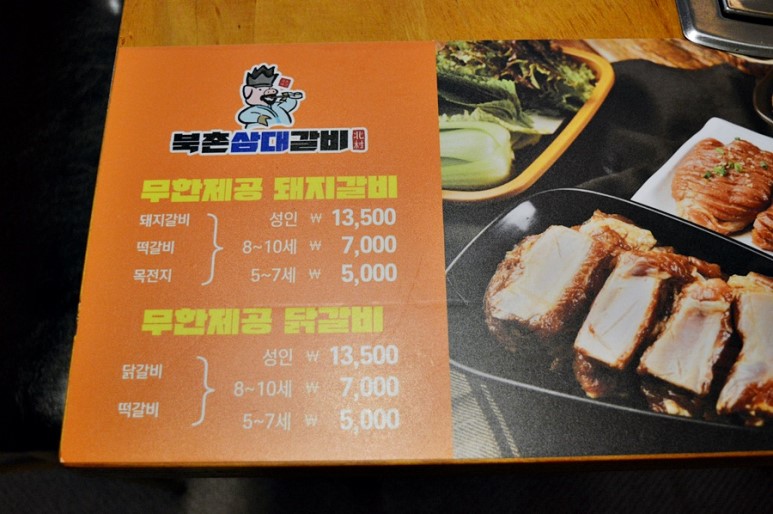 북촌삼대갈비 北村
무한제공 돼지갈비
돼지갈비 성인 ₩ 13,500
떡갈비 8~10세 ₩ 7,000
목전지 5~7세 ₩ 5,000
무한제공 닭갈비
성인 ₩ 13,500
닭갈비 8~10세 ₩ 7,000
떡갈비 5~7세 ₩ 5,000